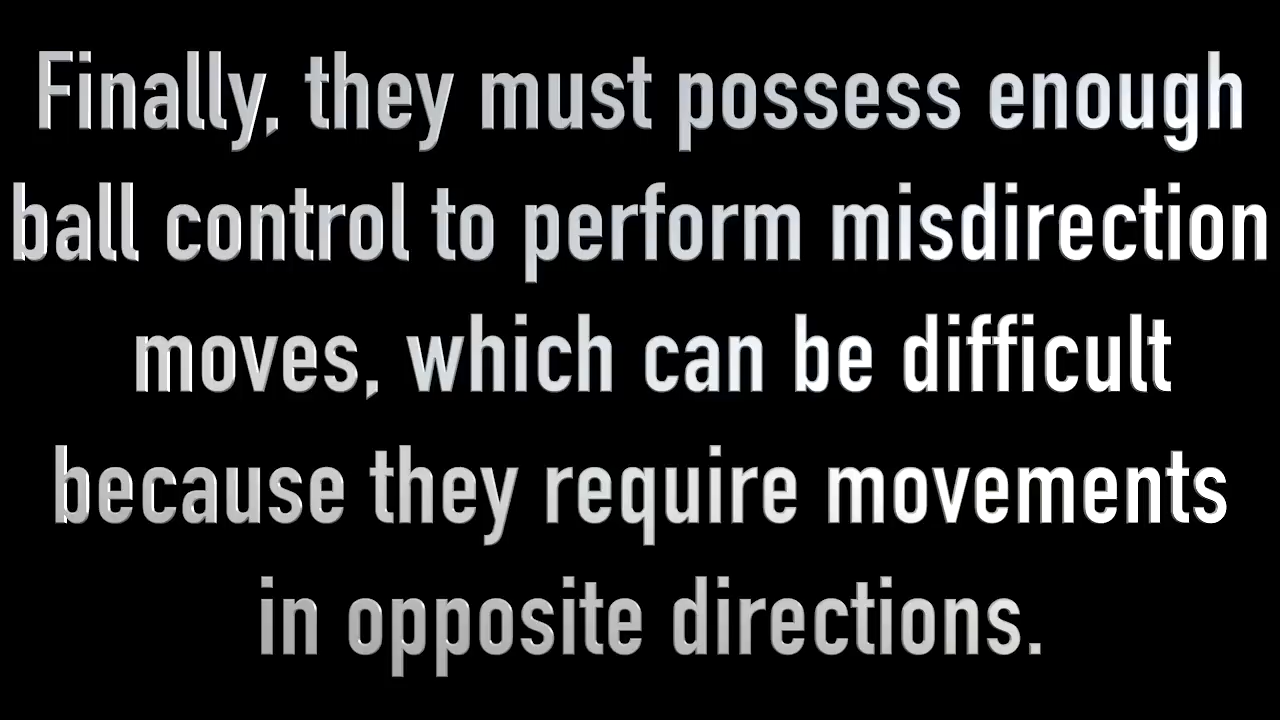 Finally, they must possess enough
ball control to perform misdirection
moves, which can be difficult
because they require movements
in opposite directions.